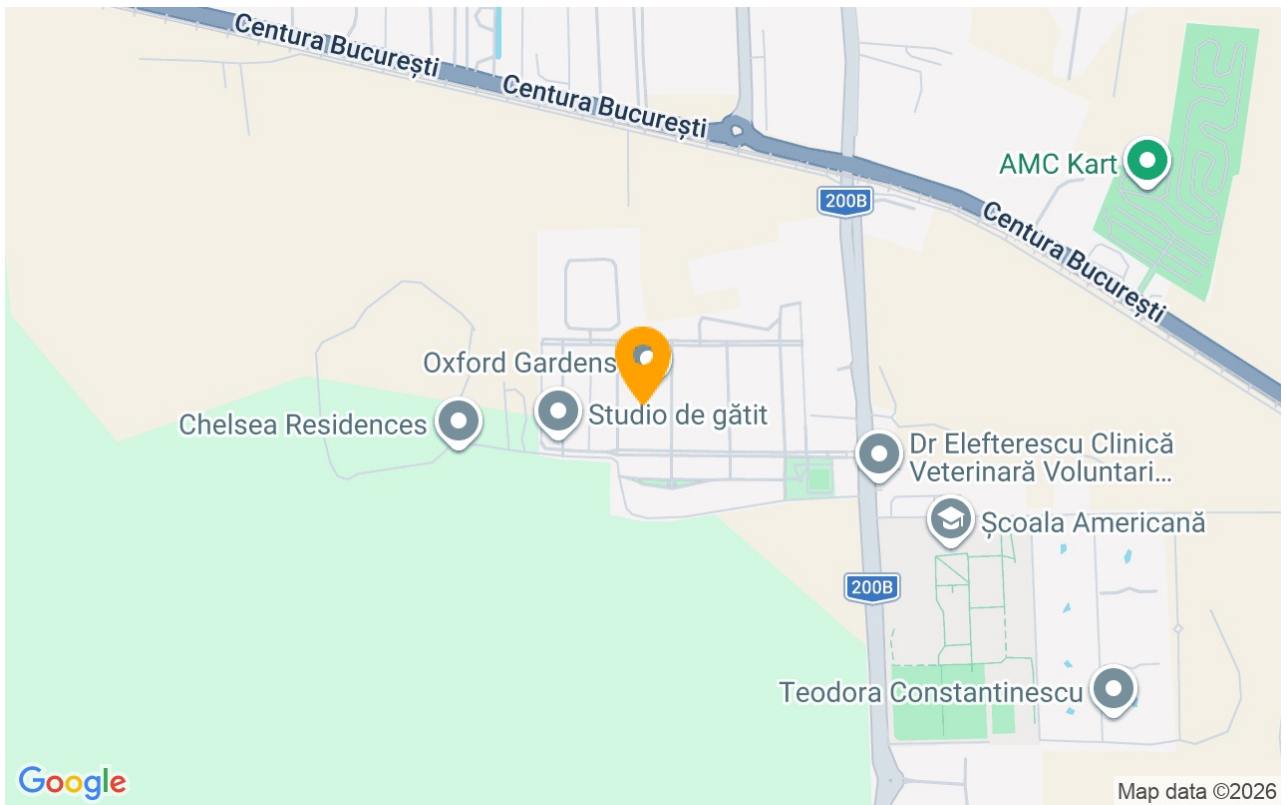 Centura București
Centura București
AMC Kart
200B
Centura București
Oxford Gardens
Studio de gătit
Chelsea Residences
Dr Elefterescu Clinică
Veterinară Voluntari...
Școala Americană
200B
Teodora Constantinescu
Google
Map data ©2026